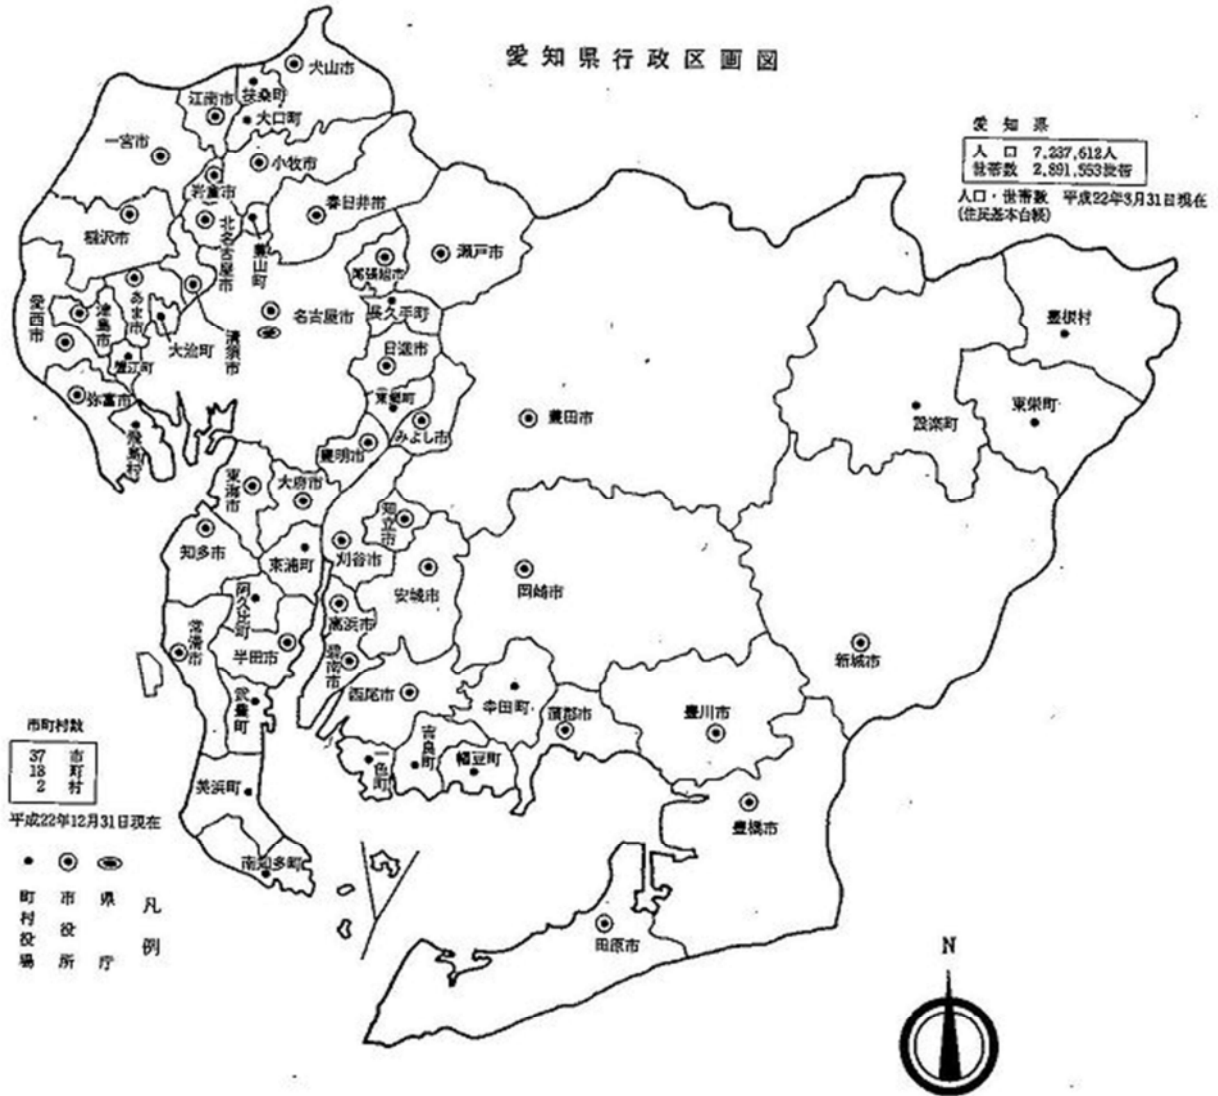 愛知県行政区画図
愛知県
人口 7,237,612人
世帯数 2,891,553世帯
人口・世帯数 平成22年3月31日現在
(住民基本台帳)
犬山市
扶桑町
江南市
大口町
一宮市
小牧市
岩倉市
春日井市
稲沢市
北名古屋市
豊山町
瀬戸市
尾張旭市
あま市
愛西市
津島市
名古屋市
長久手町
清須市
大治町
日進市
蟹江町
弥富市
東郷町
みよし市
飛島村
豊明市
豊田市
豊根村
東栄町
設楽町
東海市
大府市
知立市
知多市
東浦町
刈谷市
安城市
岡崎市
阿久比町
高浜市
常滑市
半田市
碧南市
新城市
西尾市
幸田町
蒲郡市
豊川市
武豊町
吉良町
一色町
幡豆町
美浜町
豊橋市
南知多町
田原市
市町村数
37 市
18 町
2 村
平成22年12月31日現在
凡例
県庁
市役所
町村役場
N